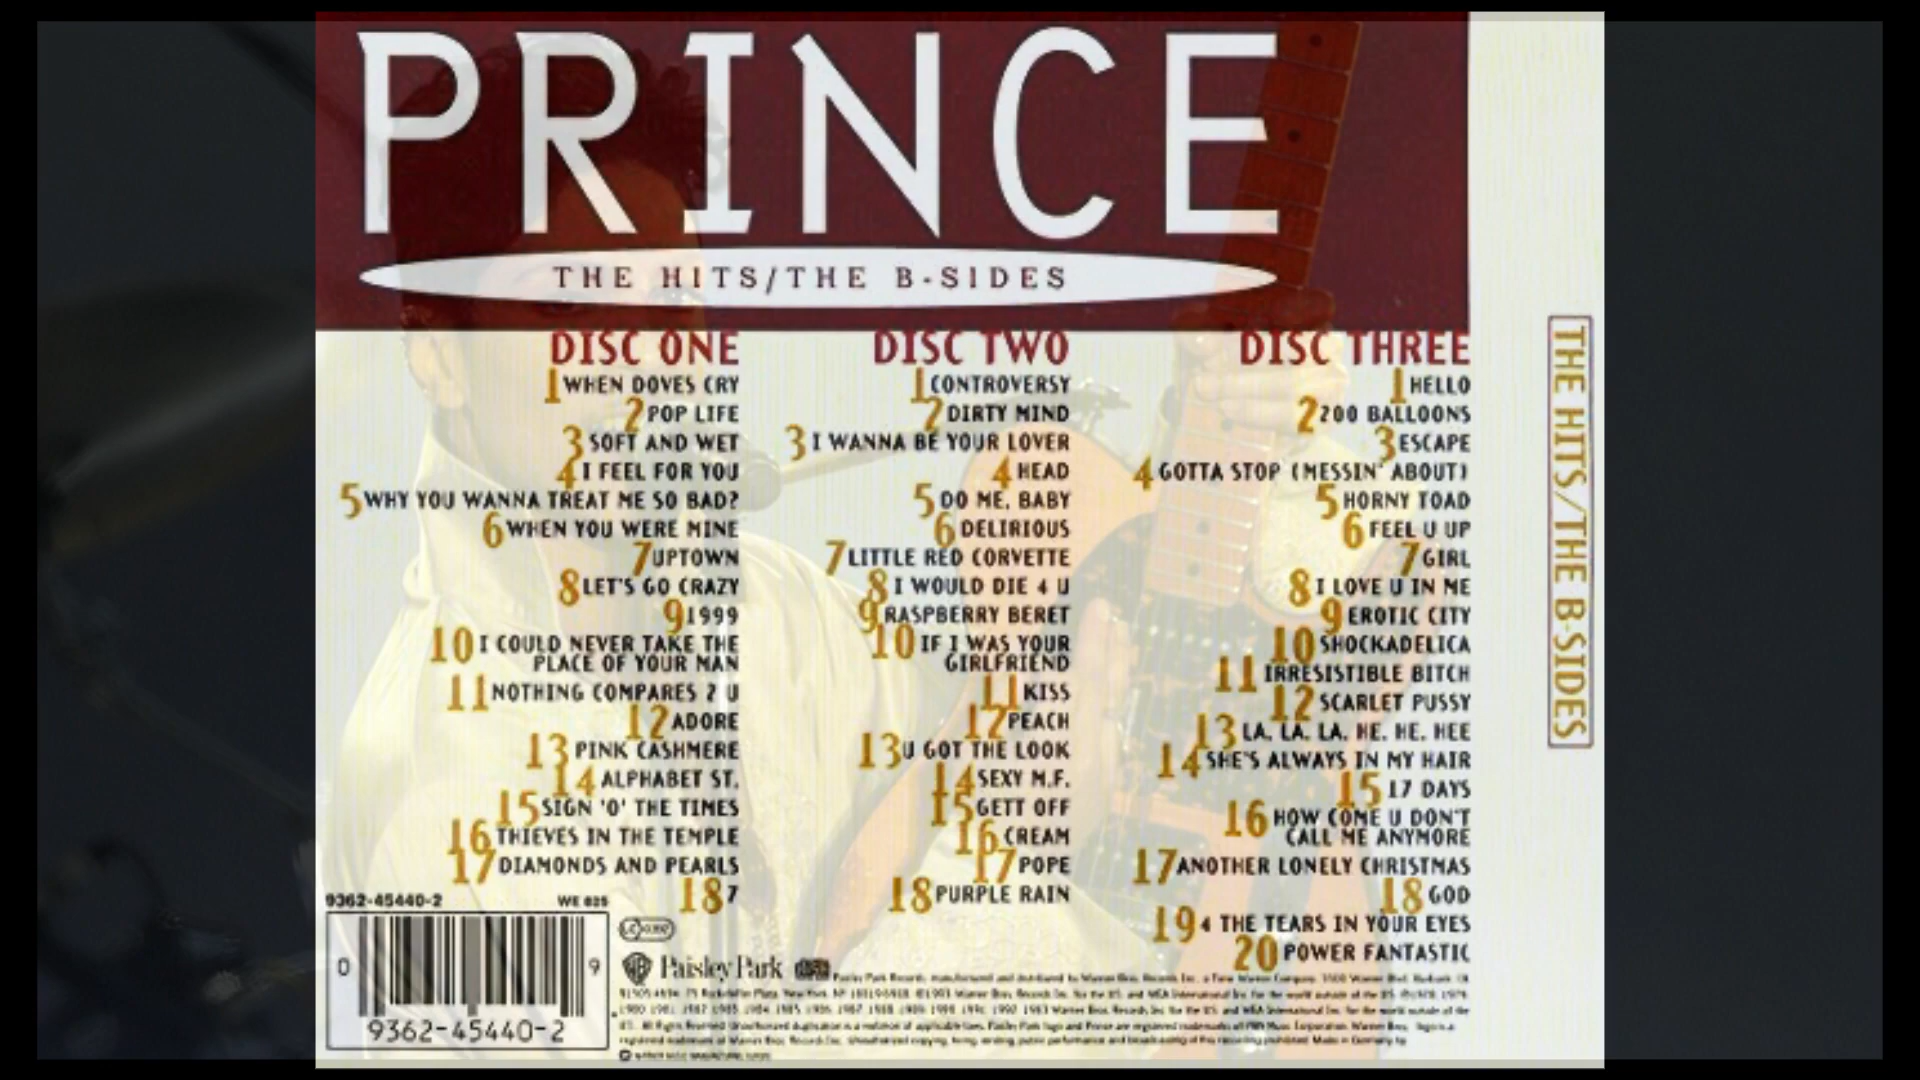 PRINCE
THE HITS/THE B-SIDES
DISC ONE
1 WHEN DOVES CRY
2 POP LIFE
3 SOFT AND WET
4 I FEEL FOR YOU
5 WHY YOU WANNA TREAT ME SO BAD?
6 WHEN YOU WERE MINE
7 UPTOWN
8 LET'S GO CRAZY
9 1999
10 I COULD NEVER TAKE THE
PLACE OF YOUR MAN
11 NOTHING COMPARES 2 U
12 ADORE
13 PINK CASHMERE
14 ALPHABET ST.
15 SIGN 'O' THE TIMES
16 THIEVES IN THE TEMPLE
17 DIAMONDS AND PEARLS
18 7
DISC TWO
1 CONTROVERSY
2 DIRTY MIND
3 I WANNA BE YOUR LOVER
4 HEAD
5 DO ME, BABY
6 DELIRIOUS
7 LITTLE RED CORVETTE
8 I WOULD DIE 4 U
9 RASPBERRY BERET
10 IF I WAS YOUR
GIRLFRIEND
11 KISS
12 PEACH
13 U GOT THE LOOK
14 SEXY M.F.
15 GETT OFF
16 CREAM
17 POPE
18 PURPLE RAIN
DISC THREE
1 HELLO
2 200 BALLOONS
3 ESCAPE
4 GOTTA STOP (MESSIN' ABOUT)
5 HORNY TOAD
6 FEEL U UP
7 GIRL
8 I LOVE U IN ME
9 EROTIC CITY
10 SHOCKADELICA
11 IRRESISTIBLE BITCH
12 SCARLET PUSSY
13 LA, LA, LA, HE, HE, HEE
14 SHE'S ALWAYS IN MY HAIR
15 17 DAYS
16 HOW COME U DON'T
CALL ME ANYMORE
17 ANOTHER LONELY CHRISTMAS
18 GOD
19 4 THE TEARS IN YOUR EYES
20 POWER FANTASTIC
THE HITS/THE B-SIDES
9362-45440-2 WE 825
0 9
9362-45440-2
Paisley Park